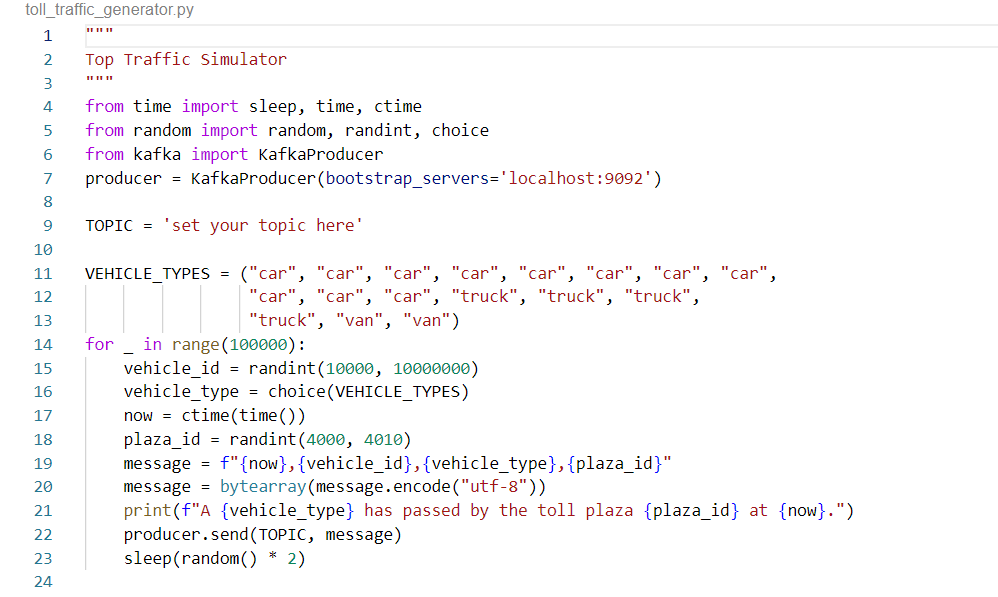 toll_traffic_generator.py
1 """
2 Top Traffic Simulator
3 """
4 from time import sleep, time, ctime
5 from random import random, randint, choice
6 from kafka import KafkaProducer
7 producer = KafkaProducer(bootstrap_servers='localhost:9092')
8
9 TOPIC = 'set your topic here'
10
11 VEHICLE_TYPES = ("car", "car", "car", "car", "car", "car", "car", "car",
12                  "car", "car", "car", "truck", "truck", "truck",
13                  "truck", "van", "van")
14 for _ in range(100000):
15     vehicle_id = randint(10000, 10000000)
16     vehicle_type = choice(VEHICLE_TYPES)
17     now = ctime(time())
18     plaza_id = randint(4000, 4010)
19     message = f"{now},{vehicle_id},{vehicle_type},{plaza_id}"
20     message = bytearray(message.encode("utf-8"))
21     print(f"A {vehicle_type} has passed by the toll plaza {plaza_id} at {now}.")
22     producer.send(TOPIC, message)
23     sleep(random() * 2)
24